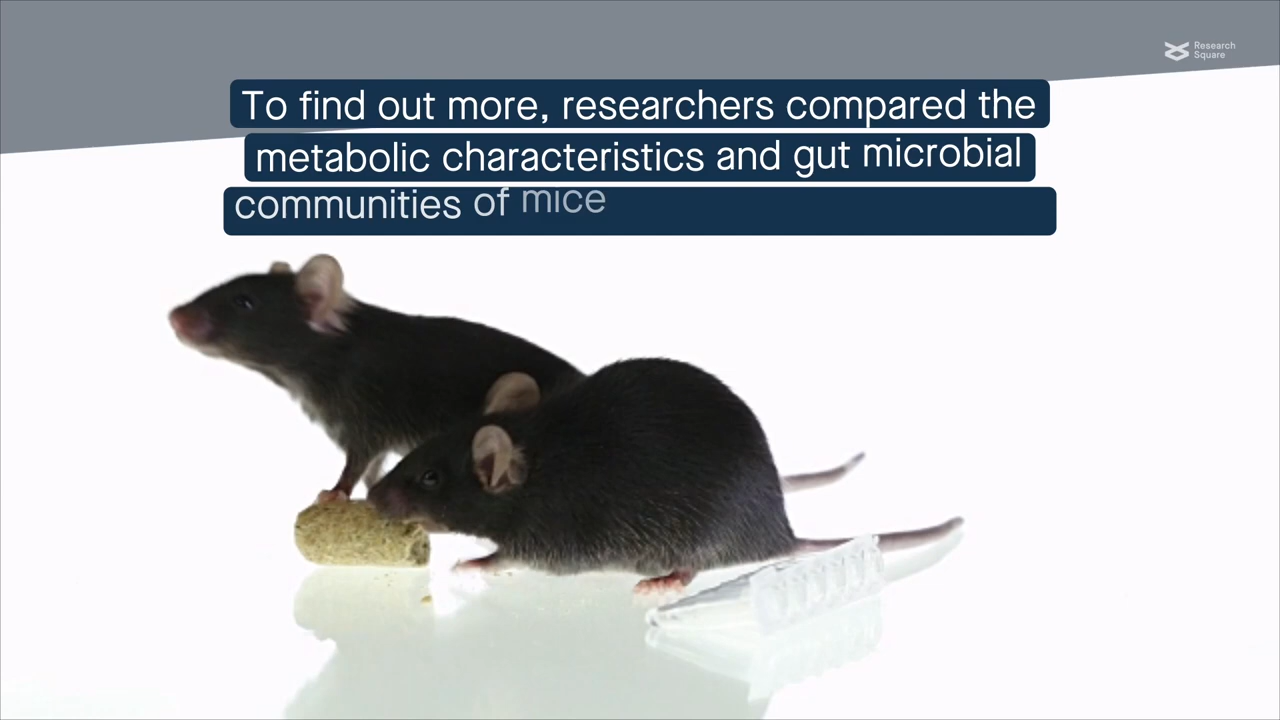 Research
Square
To find out more, researchers compared the
metabolic characteristics and gut microbial
communities of mice